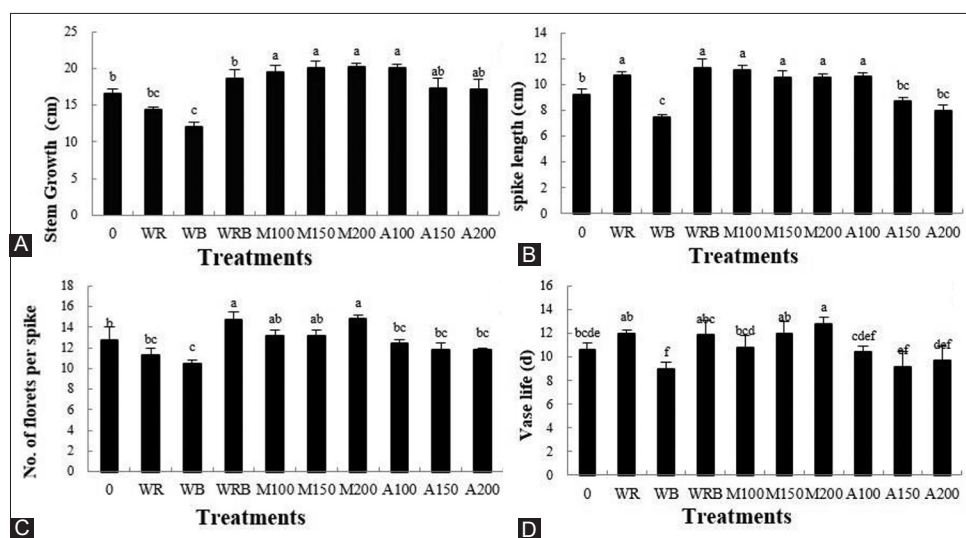 25
20
15
10
5
0
Stem Growth (cm)
b
bc
c
b
a
a
a
a
ab
ab
0 WR WB WRB M100 M150 M200 A100 A150 A200
Treatments
A
14
12
10
8
6
4
2
0
spike length (cm)
b
a
c
a
a
a
a
a
bc
bc
0 WR WB WRB M100 M150 M200 A100 A150 A200
Treatments
B
18
16
14
12
10
8
6
4
2
0
No. of florets per spike
b
bc
c
a
ab
ab
a
bc
bc
bc
0 WR WB WRB M100 M150 M200 A100 A150 A200
Treatments
C
16
14
12
10
8
6
4
2
0
Vase life (d)
bcde
ab
f
abc
bcd
ab
a
cdef
ef
def
0 WR WB WRB M100 M150 M200 A100 A150 A200
Treatments
D